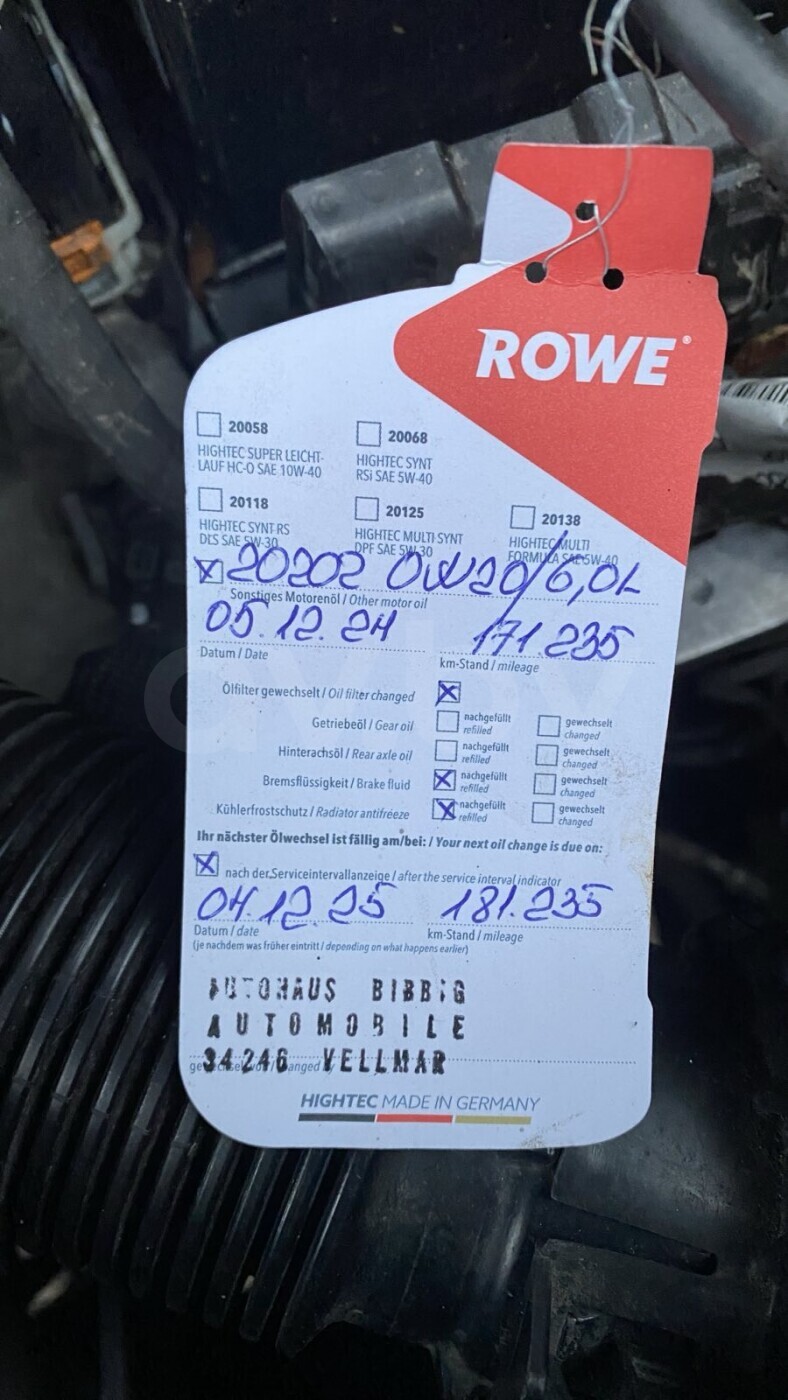 ROWE®
20058
HIGHTEC SUPER LEICHT-
LAUF HC-O SAE 10W-40
20068
HIGHTEC SYNT
RSi SAE 5W-40
20118
HIGHTEC SYNT RS
DLS SAE 5W-30
20125
HIGHTEC MULTI SYNT
DPF SAE 5W-30
20138
HIGHTEC MULTI
FORMULA SAE 5W-40
20202 0W20/6,0L
Sonstiges Motorenöl / Other motor oil
05.12.24 171.235
Datum / Date km-Stand / mileage
Ölfilter gewechselt / Oil filter changed
Getriebeöl / Gear oil nachgefüllt gewechselt
refilled changed
Hinterachsöl / Rear axle oil nachgefüllt gewechselt
refilled changed
Bremsflüssigkeit / Brake fluid nachgefüllt gewechselt
refilled changed
Kühlerfrostschutz / Radiator antifreeze nachgefüllt gewechselt
refilled changed
Ihr nächster Ölwechsel ist fällig am/bei: / Your next oil change is due on:
nach der Serviceintervallanzeige / after the service interval indicator
04.12.25 181.235
Datum / date km-Stand / mileage
(je nachdem was früher eintritt / depending on what happens earlier)
AUTOHAUS BIBBIG
AUTOMOBILE
34246 VELLMAR
HIGHTEC MADE IN GERMANY